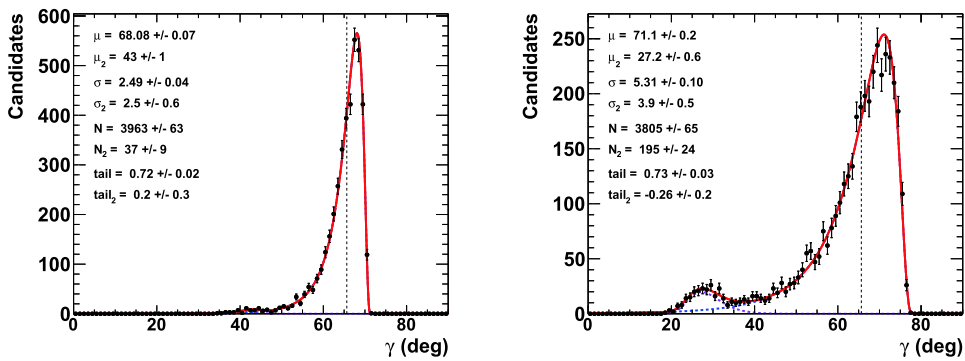 Candidates
600
500
400
300
200
100
0
μ = 68.08 +/- 0.07
μ2 = 43 +/- 1
σ = 2.49 +/- 0.04
σ2 = 2.5 +/- 0.6
N = 3963 +/- 63
N2 = 37 +/- 9
tail = 0.72 +/- 0.02
tail2 = 0.2 +/- 0.3
0 20 40 60 80
γ (deg)
Candidates
250
200
150
100
50
0
μ = 71.1 +/- 0.2
μ2 = 27.2 +/- 0.6
σ = 5.31 +/- 0.10
σ2 = 3.9 +/- 0.5
N = 3805 +/- 65
N2 = 195 +/- 24
tail = 0.73 +/- 0.03
tail2 = -0.26 +/- 0.2
0 20 40 60 80
γ (deg)